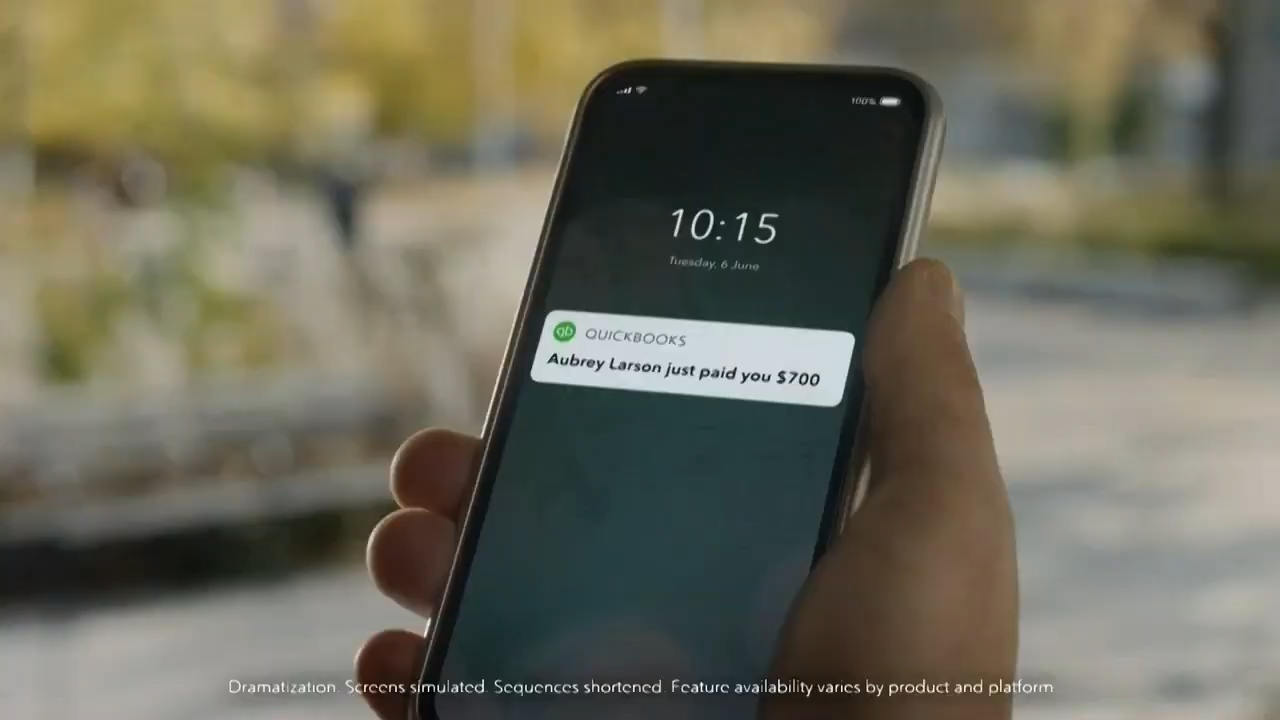 100%
10:15
Tuesday, 6 June
qb QUICKBOOKS
Aubrey Larson just paid you $700
Dramatization. Screens simulated. Sequences shortened. Feature availability varies by product and platform